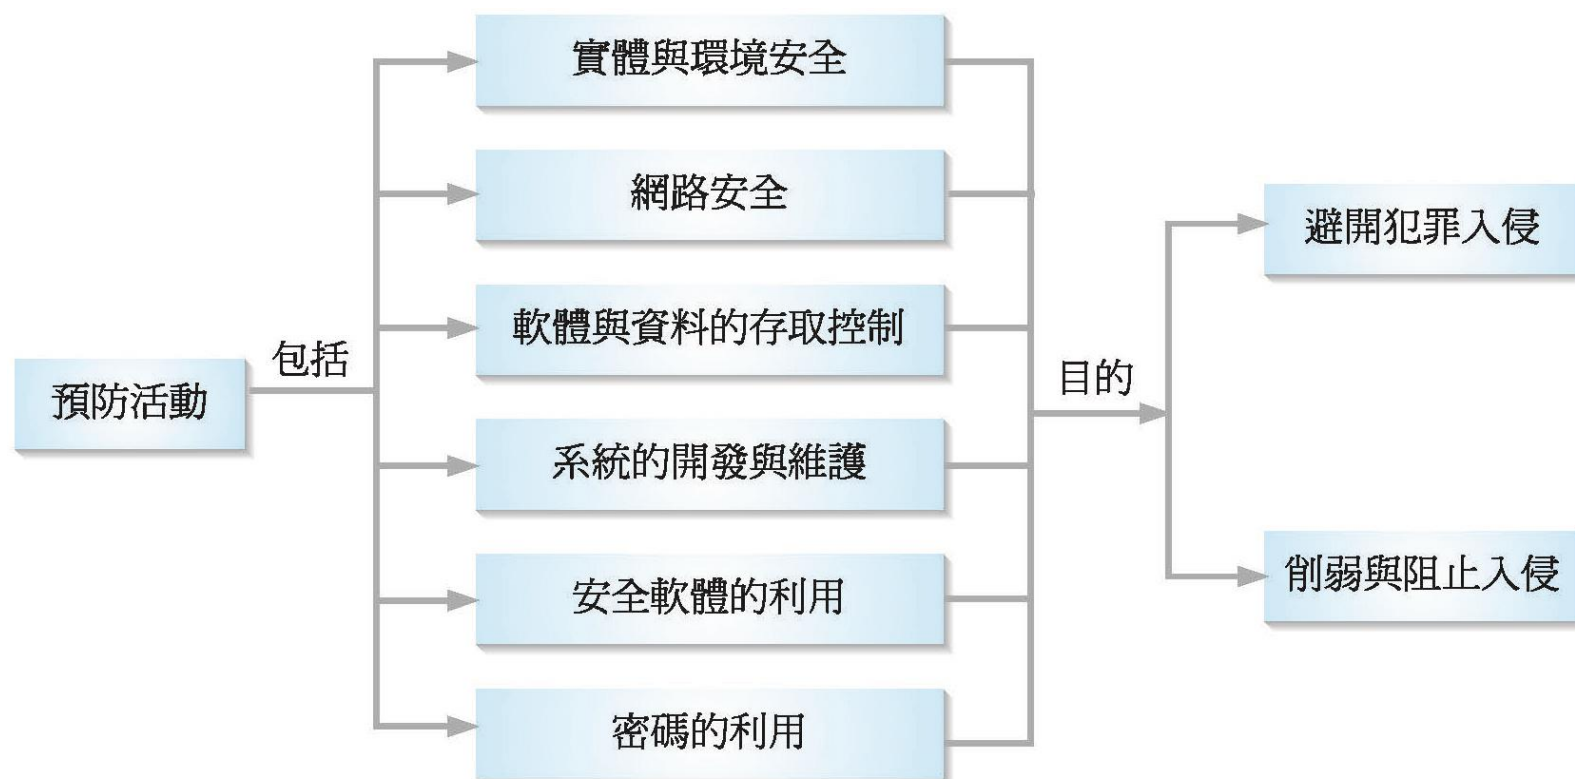 預防活動
包括
實體與環境安全
網路安全
軟體與資料的存取控制
系統的開發與維護
安全軟體的利用
密碼的利用
目的
避開犯罪入侵
削弱與阻止入侵